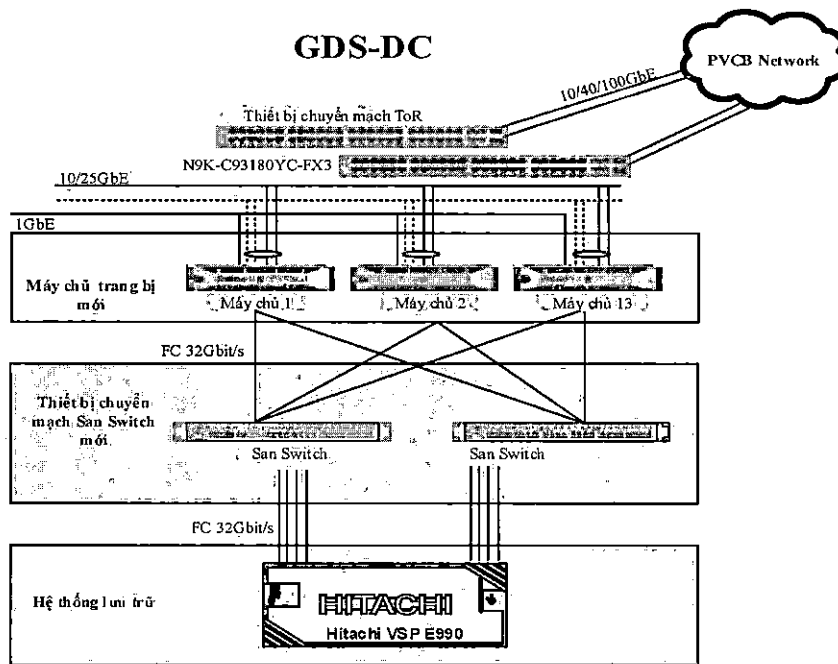 GDS-DC
PVCB Network
10/40/100GbE
Thiết bị chuyển mạch ToR
N9K-C93180YC-FX3
10/25GbE
1GbE
Máy chủ trang bị
mới
Máy chủ 1
Máy chủ 2
Máy chủ 13
FC 32Gbit/s
Thiết bị chuyển
mạch San Switch
mới
San Switch
San Switch
FC 32Gbit/s
Hệ thống lưu trữ
HITACHI
Hitachi VSP E990